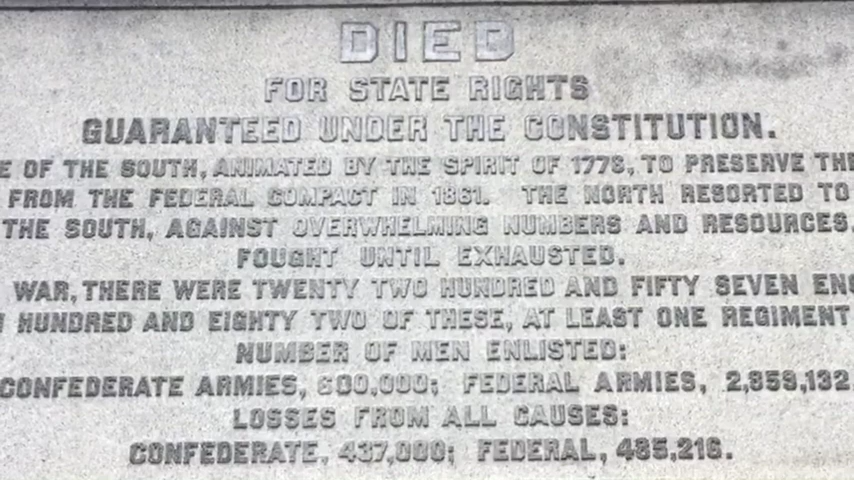 DIED
FOR STATE RIGHTS
GUARANTEED UNDER THE CONSTITUTION.
E OF THE SOUTH, ANIMATED BY THE SPIRIT OF 1776, TO PRESERVE THE
FROM THE FEDERAL COMPACT IN 1861. THE NORTH RESORTED TO
THE SOUTH, AGAINST OVERWHELMING NUMBERS AND RESOURCES,
FOUGHT UNTIL EXHAUSTED.
WAR, THERE WERE TWENTY TWO HUNDRED AND FIFTY SEVEN ENG
HUNDRED AND EIGHTY TWO OF THESE, AT LEAST ONE REGIMENT
NUMBER OF MEN ENLISTED:
CONFEDERATE ARMIES, 600,000; FEDERAL ARMIES, 2,859,132
LOSSES FROM ALL CAUSES:
CONFEDERATE, 437,000; FEDERAL, 485,216.